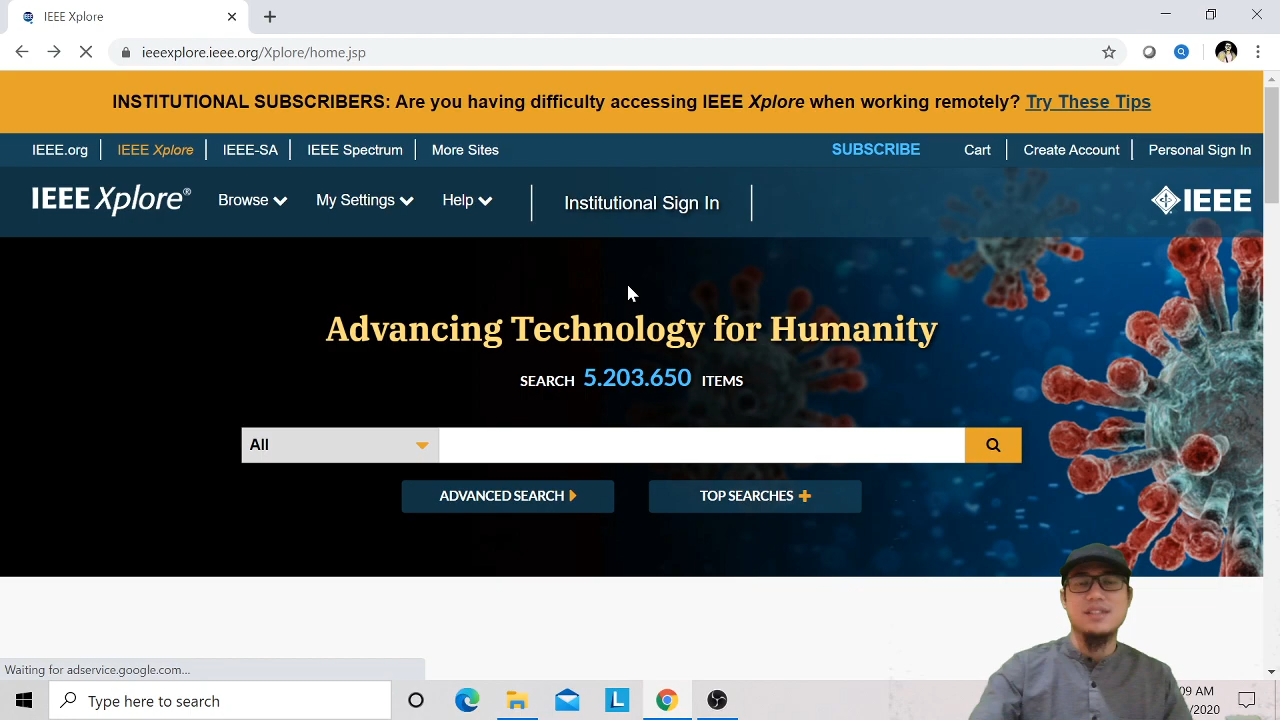 IEEE Xplore
ieeexplore.ieee.org/Xplore/home.jsp
INSTITUTIONAL SUBSCRIBERS: Are you having difficulty accessing IEEE Xplore when working remotely? Try These Tips
IEEE.org IEEE Xplore IEEE-SA IEEE Spectrum More Sites SUBSCRIBE Cart Create Account Personal Sign In
IEEE Xplore® Browse My Settings Help Institutional Sign In IEEE
Advancing Technology for Humanity
SEARCH 5.203.650 ITEMS
All
ADVANCED SEARCH TOP SEARCHES
Waiting for adservice.google.com...
Type here to search L
09 AM
/2020